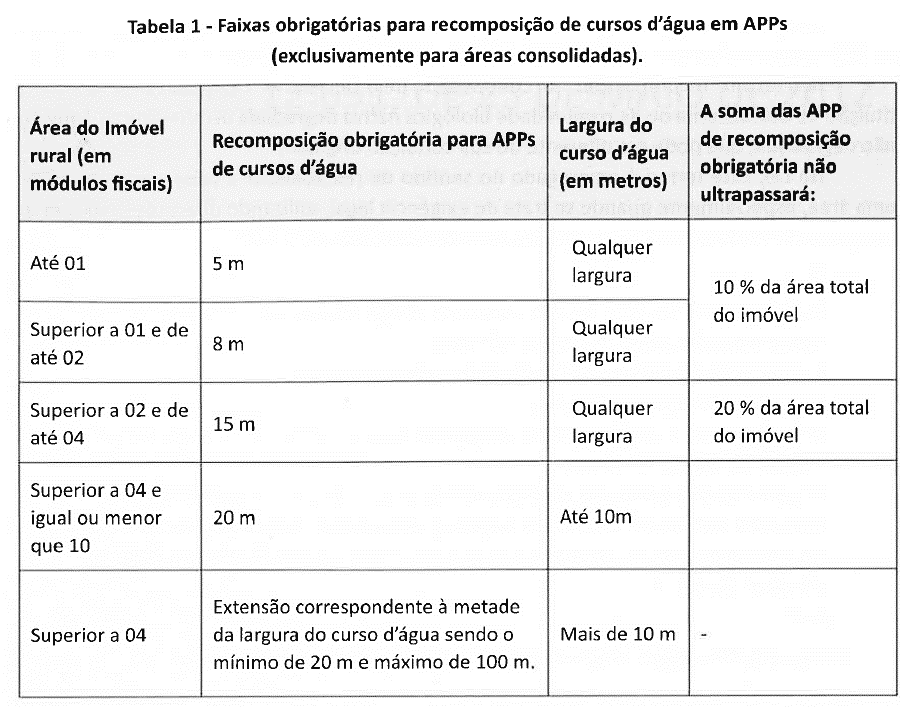 Tabela 1 - Faixas obrigatórias para recomposição de cursos d’água em APPs
(exclusivamente para áreas consolidadas).
Área do Imóvel
rural (em
módulos fiscais)
Recomposição obrigatória para APPs
de cursos d’água
Largura do
curso d’água
(em metros)
A soma das APP
de recomposição
obrigatória não
ultrapassará:
Até 01
5 m
Qualquer
largura
10 % da área total
do imóvel
Superior a 01 e de
até 02
8 m
Qualquer
largura
Superior a 02 e de
até 04
15 m
Qualquer
largura
20 % da área total
do imóvel
Superior a 04 e
igual ou menor
que 10
20 m
Até 10m
Superior a 04
Extensão correspondente à metade
da largura do curso d’água sendo o
mínimo de 20 m e máximo de 100 m.
Mais de 10 m
-